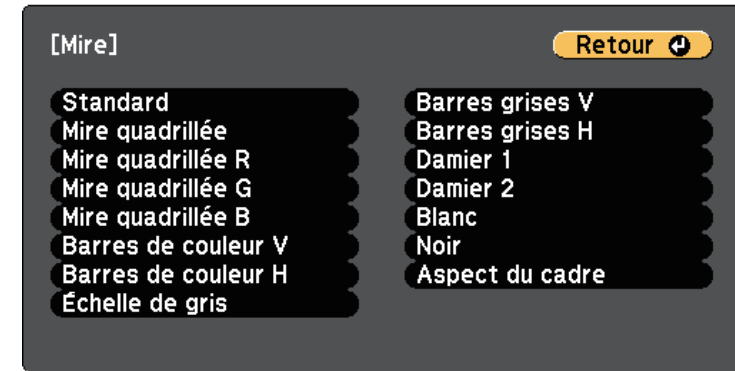 [Mire]
Retour
Standard
Mire quadrillée
Mire quadrillée R
Mire quadrillée G
Mire quadrillée B
Barres de couleur V
Barres de couleur H
Échelle de gris
Barres grises V
Barres grises H
Damier 1
Damier 2
Blanc
Noir
Aspect du cadre